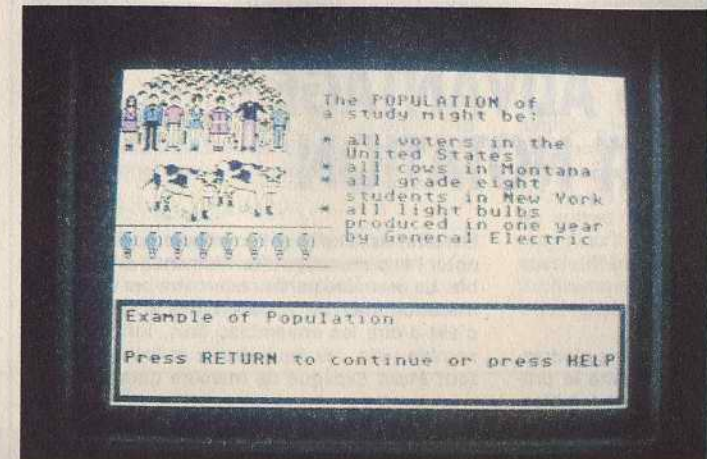 The POPULATION of
a study might be:
* all voters in the
United States
* all cows in Montana
* all grade eight
students in New York
* all light bulbs
produced in one year
by General Electric
Example of Population
Press RETURN to continue or press HELP